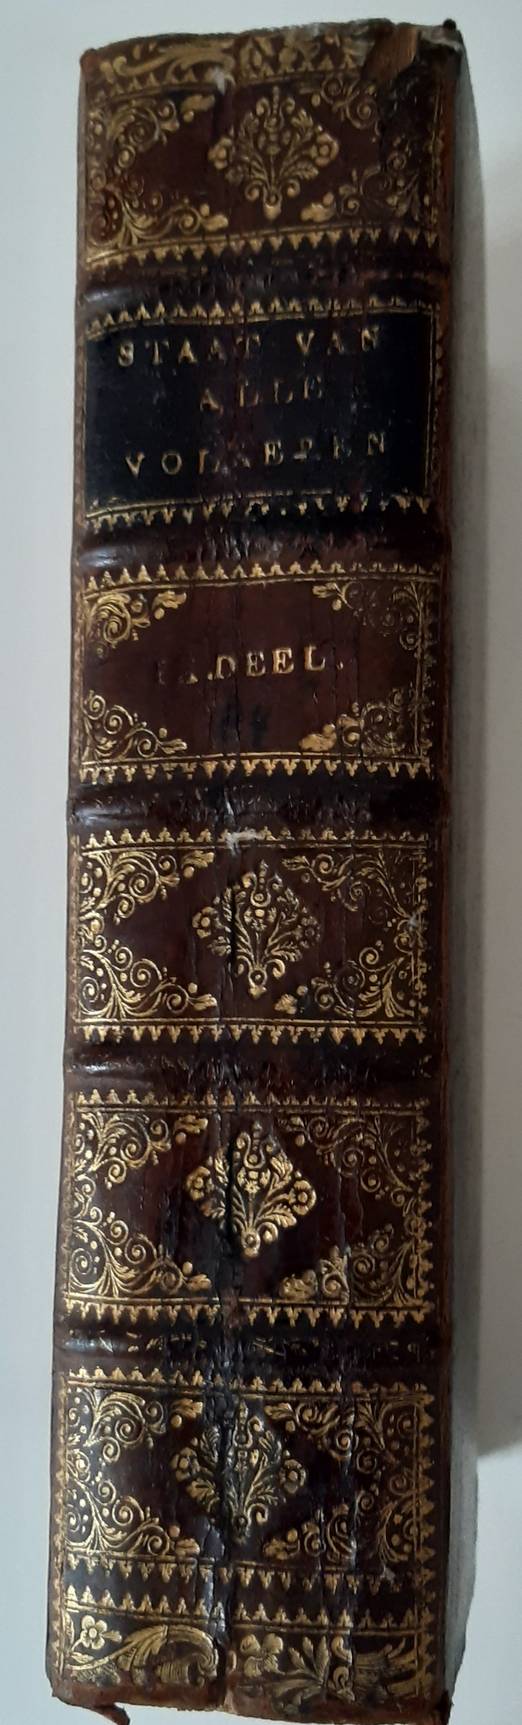 STAAT VAN
ALLE
VOLKEREN
DEEL.